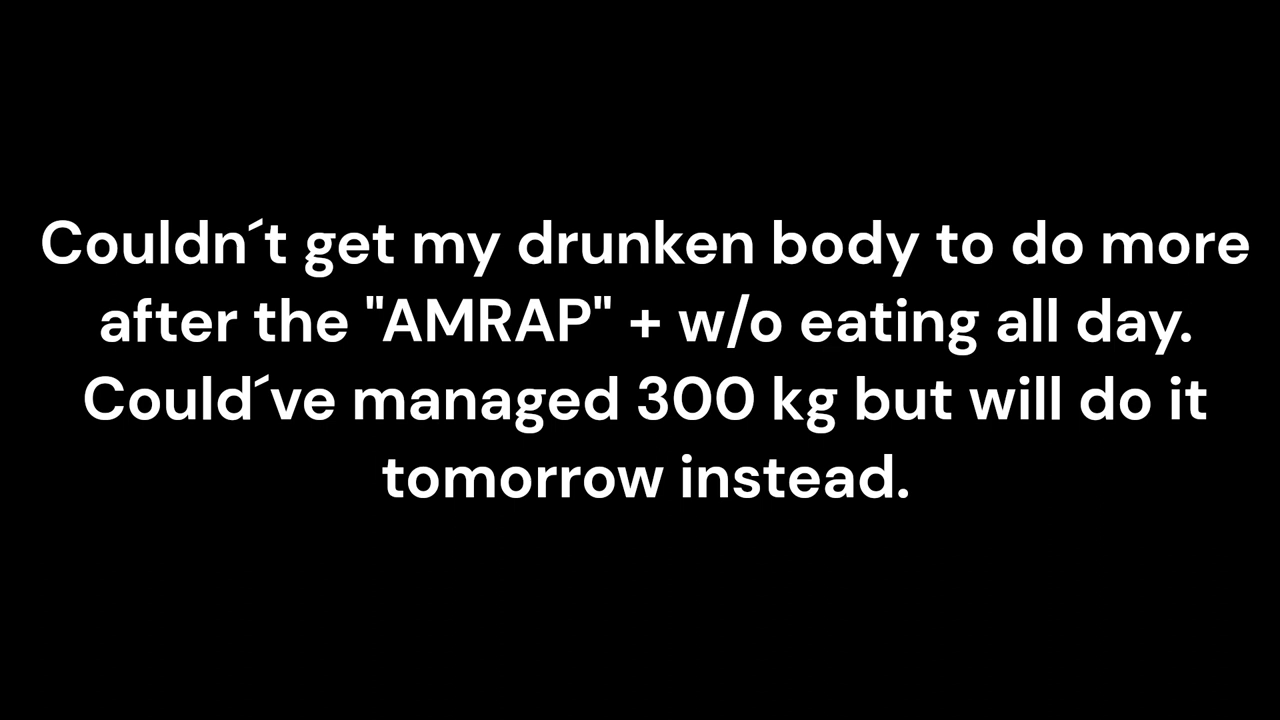 Couldn´t get my drunken body to do more
after the "AMRAP" + w/o eating all day.
Could´ve managed 300 kg but will do it
tomorrow instead.